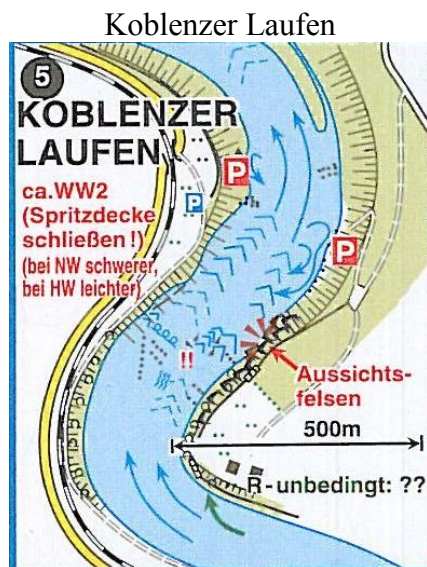 Koblenzer Laufen
5
KOBLENZER
LAUFEN
ca.WW2
(Spritzdecke
schließen!)
(bei NW schwerer,
bei HW leichter)
P
P
P
!!
Aussichts-
felsen
500m
R-unbedingt: ??